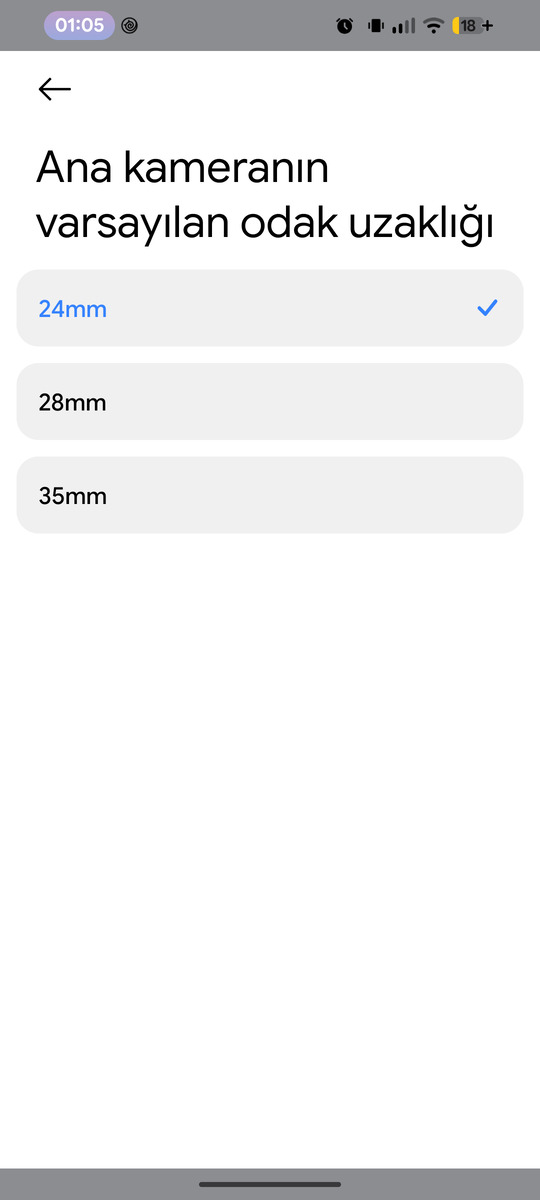 01:05 18+
Ana kameranın
varsayılan odak uzaklığı
24mm
28mm
35mm